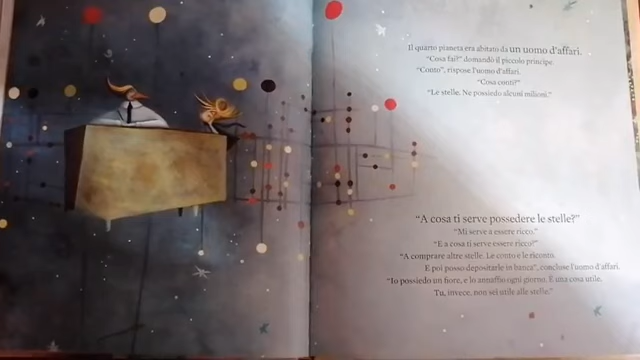 Il quarto pianeta era abitato da un uomo d'affari.
"Cosa fai?" domandò il piccolo principe.
"Conto", rispose l'uomo d'affari.
"Cosa conti?"
"Le stelle. Ne possiedo alcuni milioni."
"A cosa ti serve possedere le stelle?"
"Mi serve a essere ricco."
"E a cosa ti serve essere ricco?"
"A comprare altre stelle. Le conto e le riconto.
E poi posso depositarle in banca", concluse l'uomo d'affari.
"Io possiedo un fiore, e lo annaffio ogni giorno. È una cosa utile.
Tu, invece, non sei utile alle stelle."